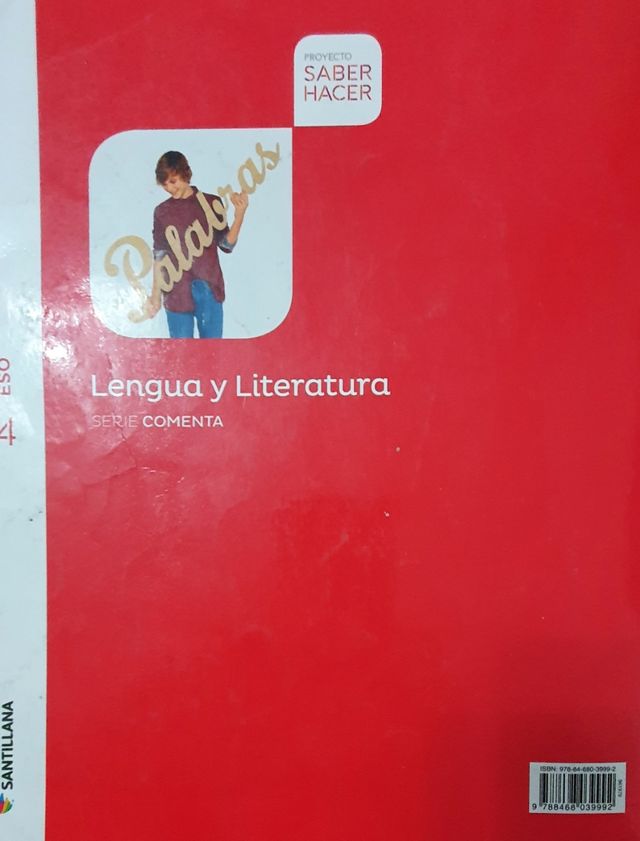 PROYECTO
SABER
HACER
Palabras
Lengua y Literatura
SERIE COMENTA
4 ESO
SANTILLANA
ISBN: 978-84-680-3999-2
9 788468 039992